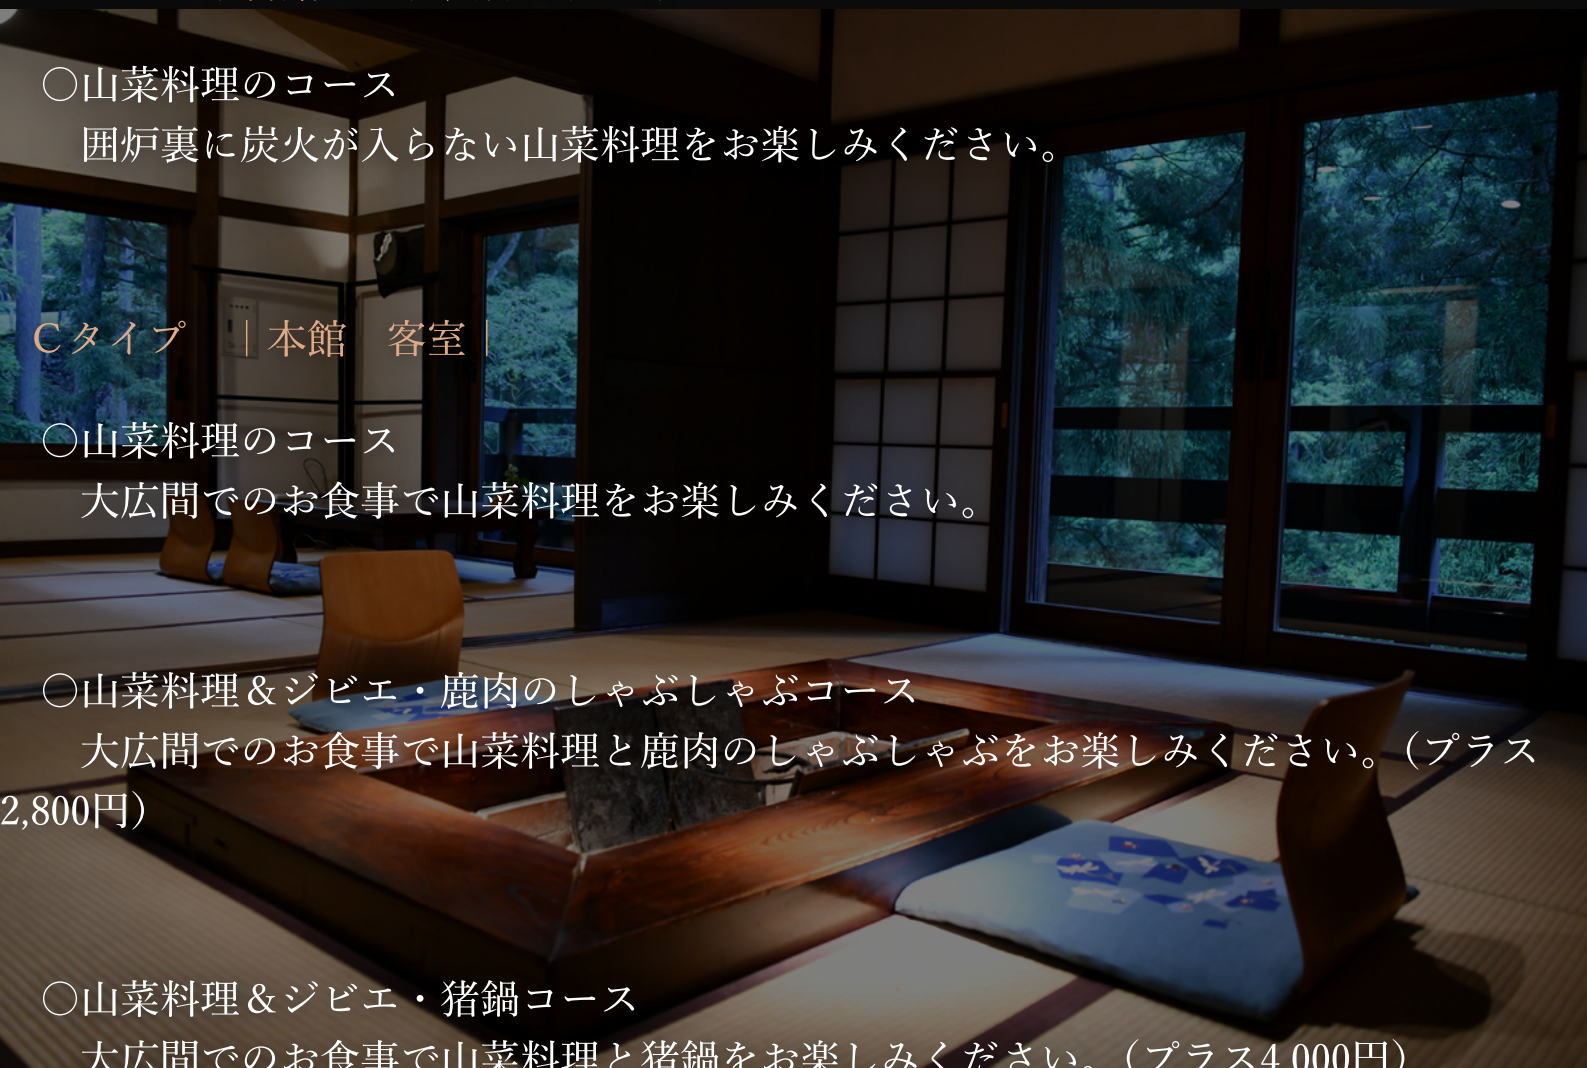 〇山菜料理のコース
囲炉裏に炭火が入らない山菜料理をお楽しみください。
Cタイプ ｜本館 客室｜
〇山菜料理のコース
大広間でのお食事で山菜料理をお楽しみください。
〇山菜料理＆ジビエ・鹿肉のしゃぶしゃぶコース
大広間でのお食事で山菜料理と鹿肉のしゃぶしゃぶをお楽しみください。（プラス
2,800円）
〇山菜料理＆ジビエ・猪鍋コース
大広間でのお食事で山菜料理と猪鍋をお楽しみください。（プラス4,000円）